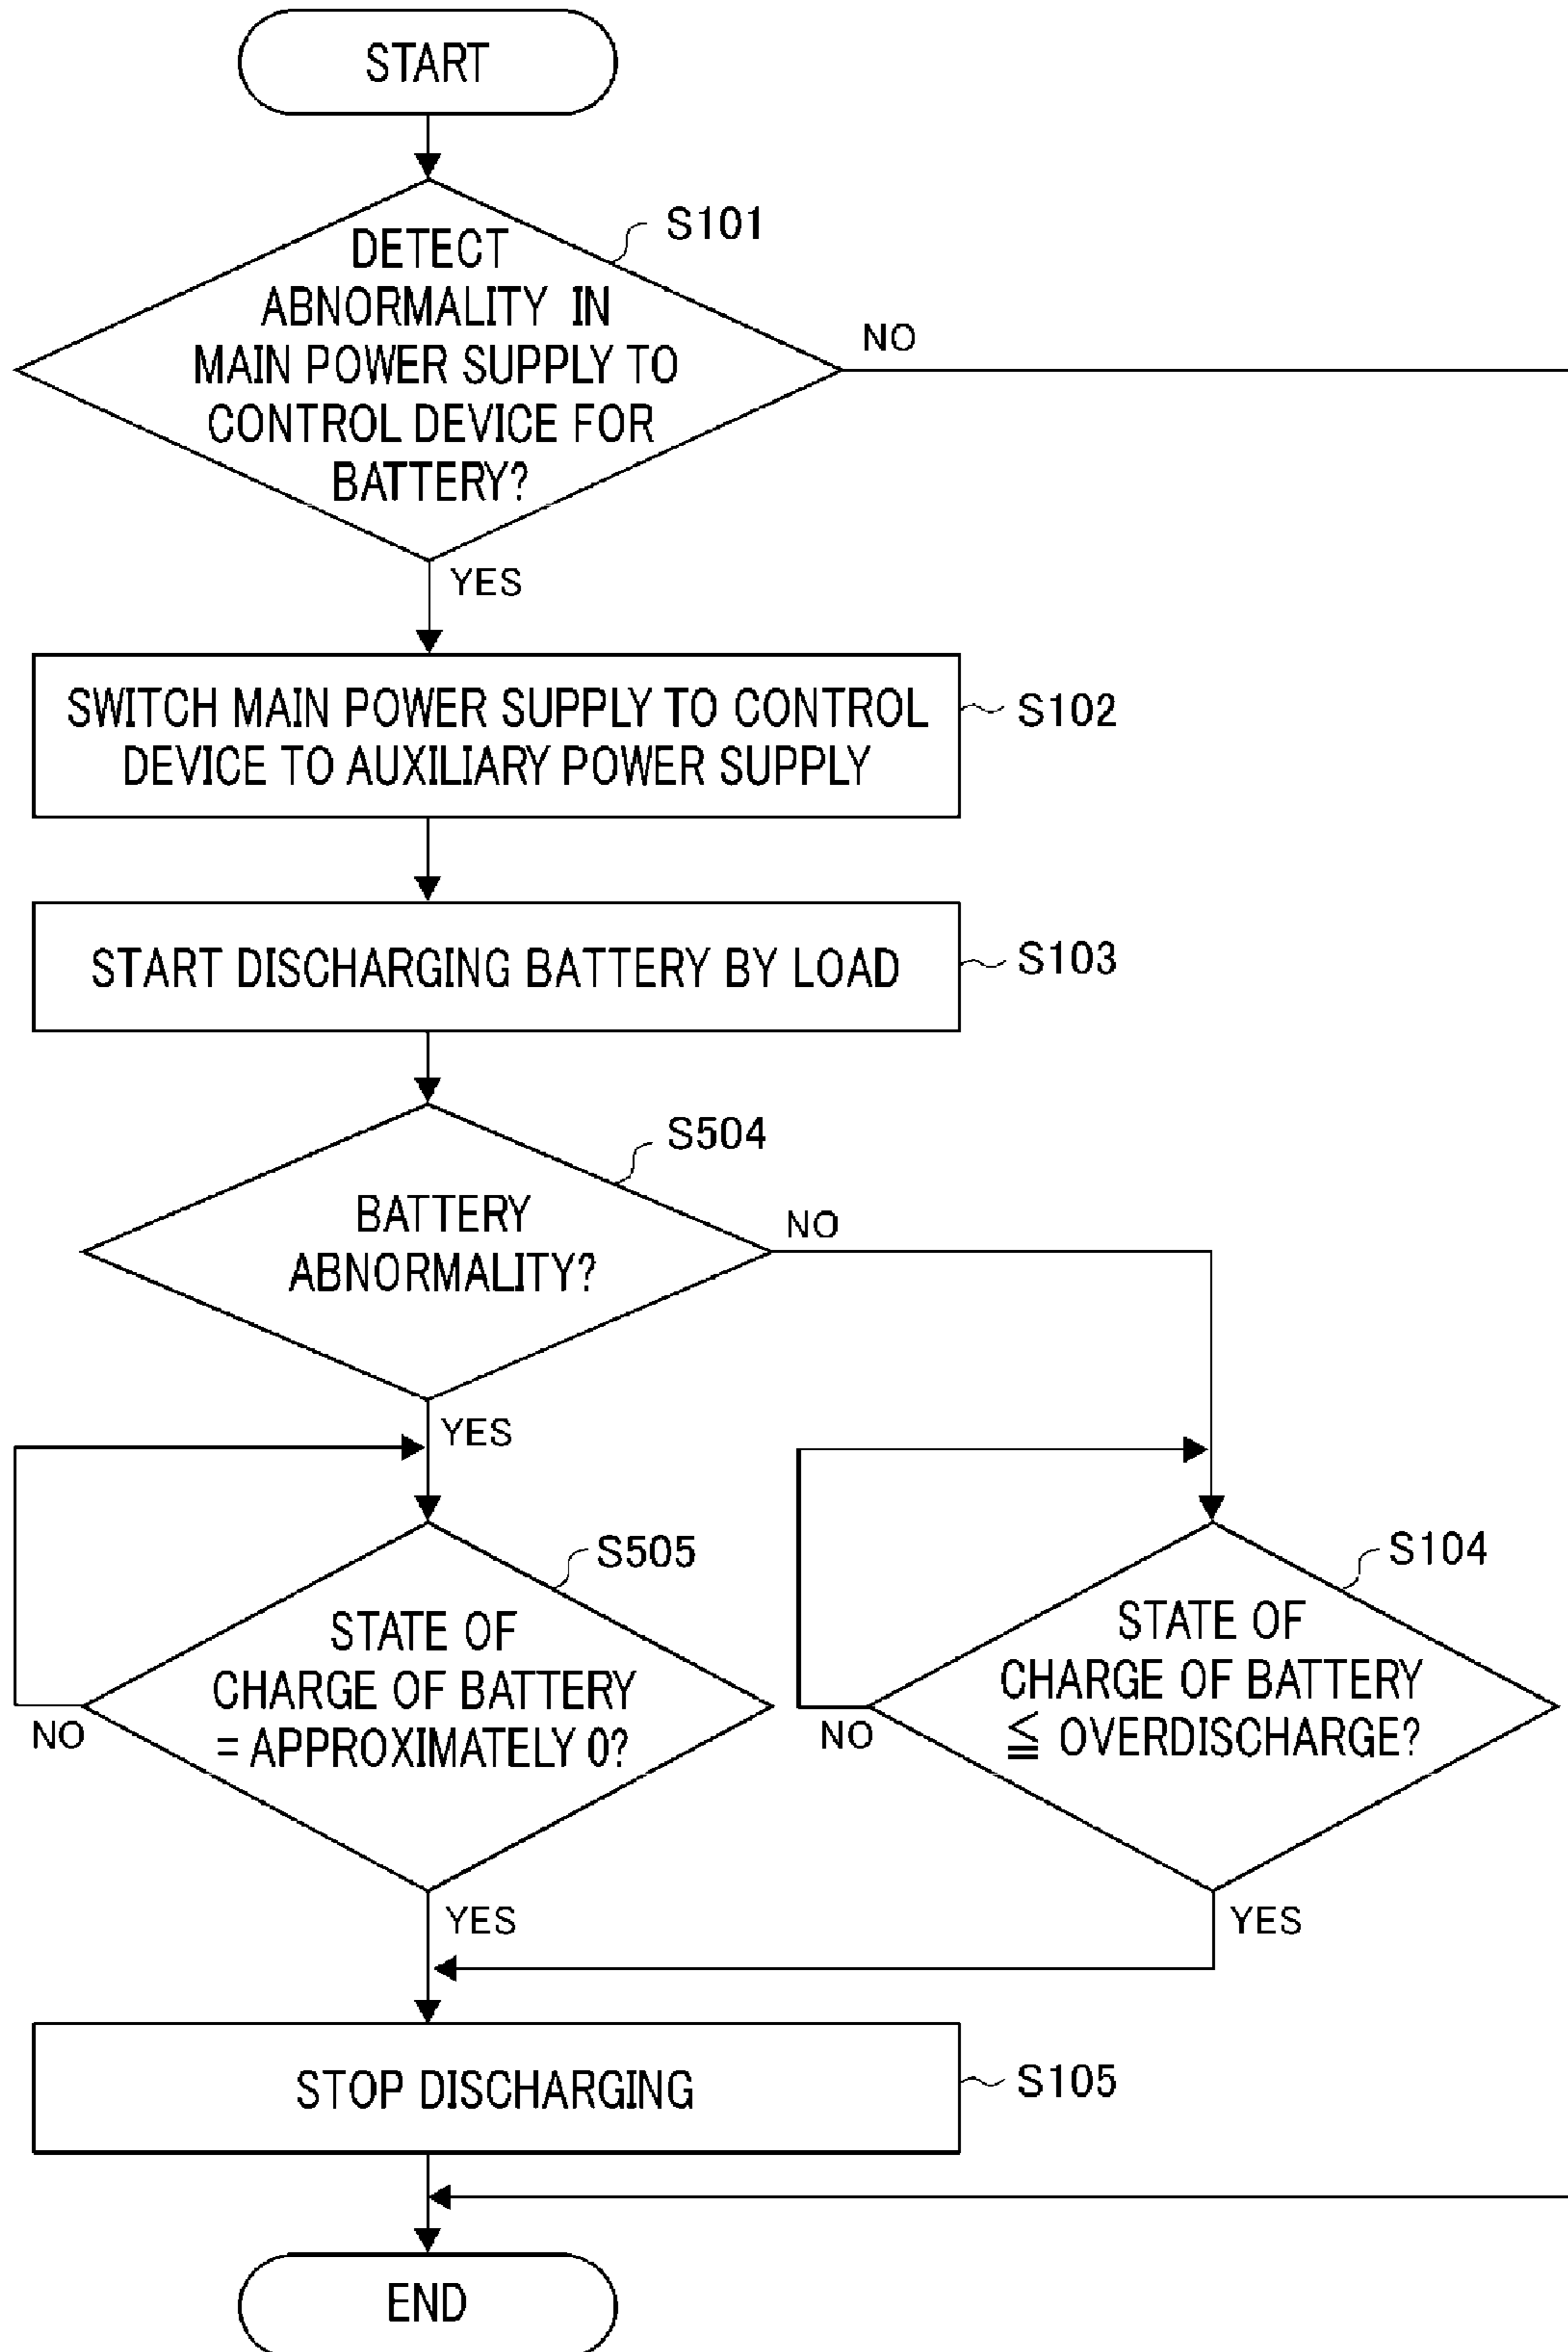 START
S101
DETECT
ABNORMALITY IN
MAIN POWER SUPPLY TO
CONTROL DEVICE FOR
BATTERY?
NO
YES
SWITCH MAIN POWER SUPPLY TO CONTROL
DEVICE TO AUXILIARY POWER SUPPLY
S102
START DISCHARGING BATTERY BY LOAD
S103
S504
BATTERY
ABNORMALITY?
NO
YES
S505
STATE OF
CHARGE OF BATTERY
= APPROXIMATELY 0?
NO
YES
S104
STATE OF
CHARGE OF BATTERY
≦ OVERDISCHARGE?
NO
YES
STOP DISCHARGING
S105
END